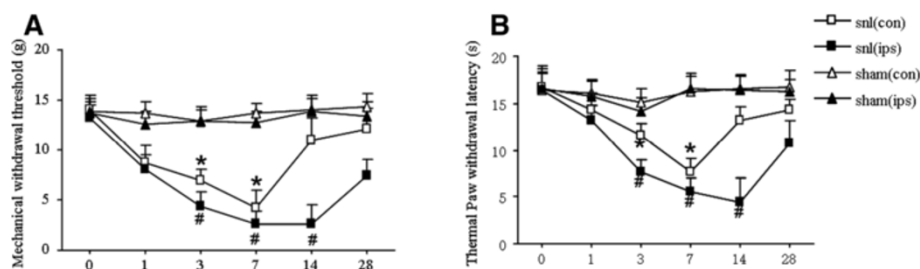 A
Mechanical withdrawal threshold (g)
20
15
10
5
0
* *
# # #
0 1 3 7 14 28
B
Thermal Paw withdrawal latency (s)
20
15
10
5
0
* *
# # #
0 1 3 7 14 28
snl(con)
snl(ips)
sham(con)
sham(ips)